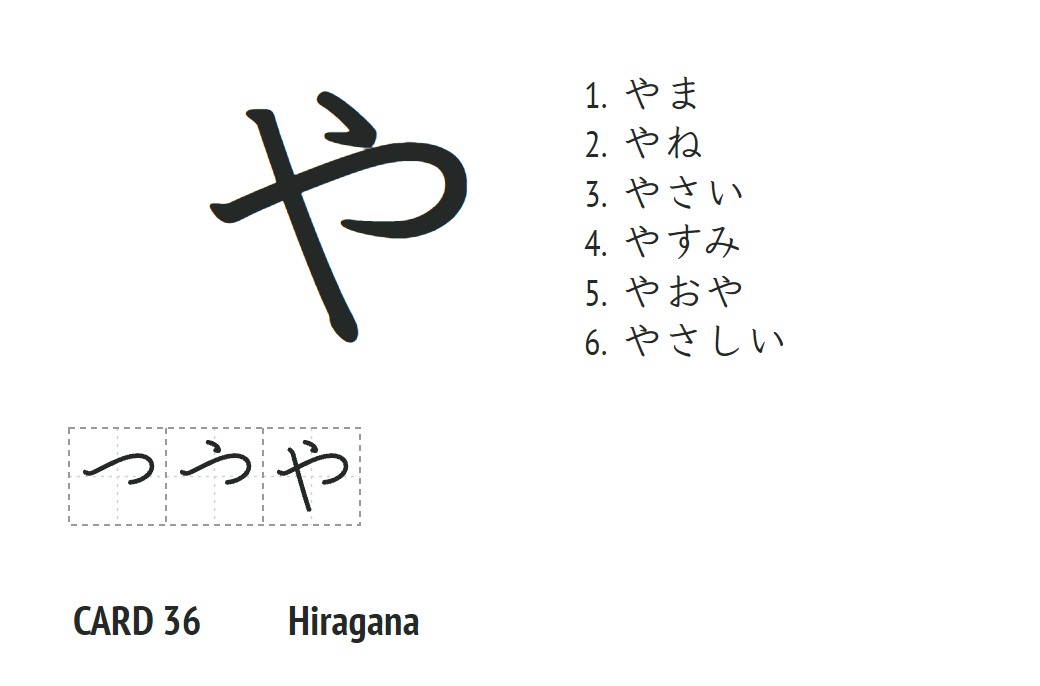 や
1. やま
2. やね
3. やさい
4. やすみ
5. やおや
6. やさしい
つ う や
CARD 36 Hiragana